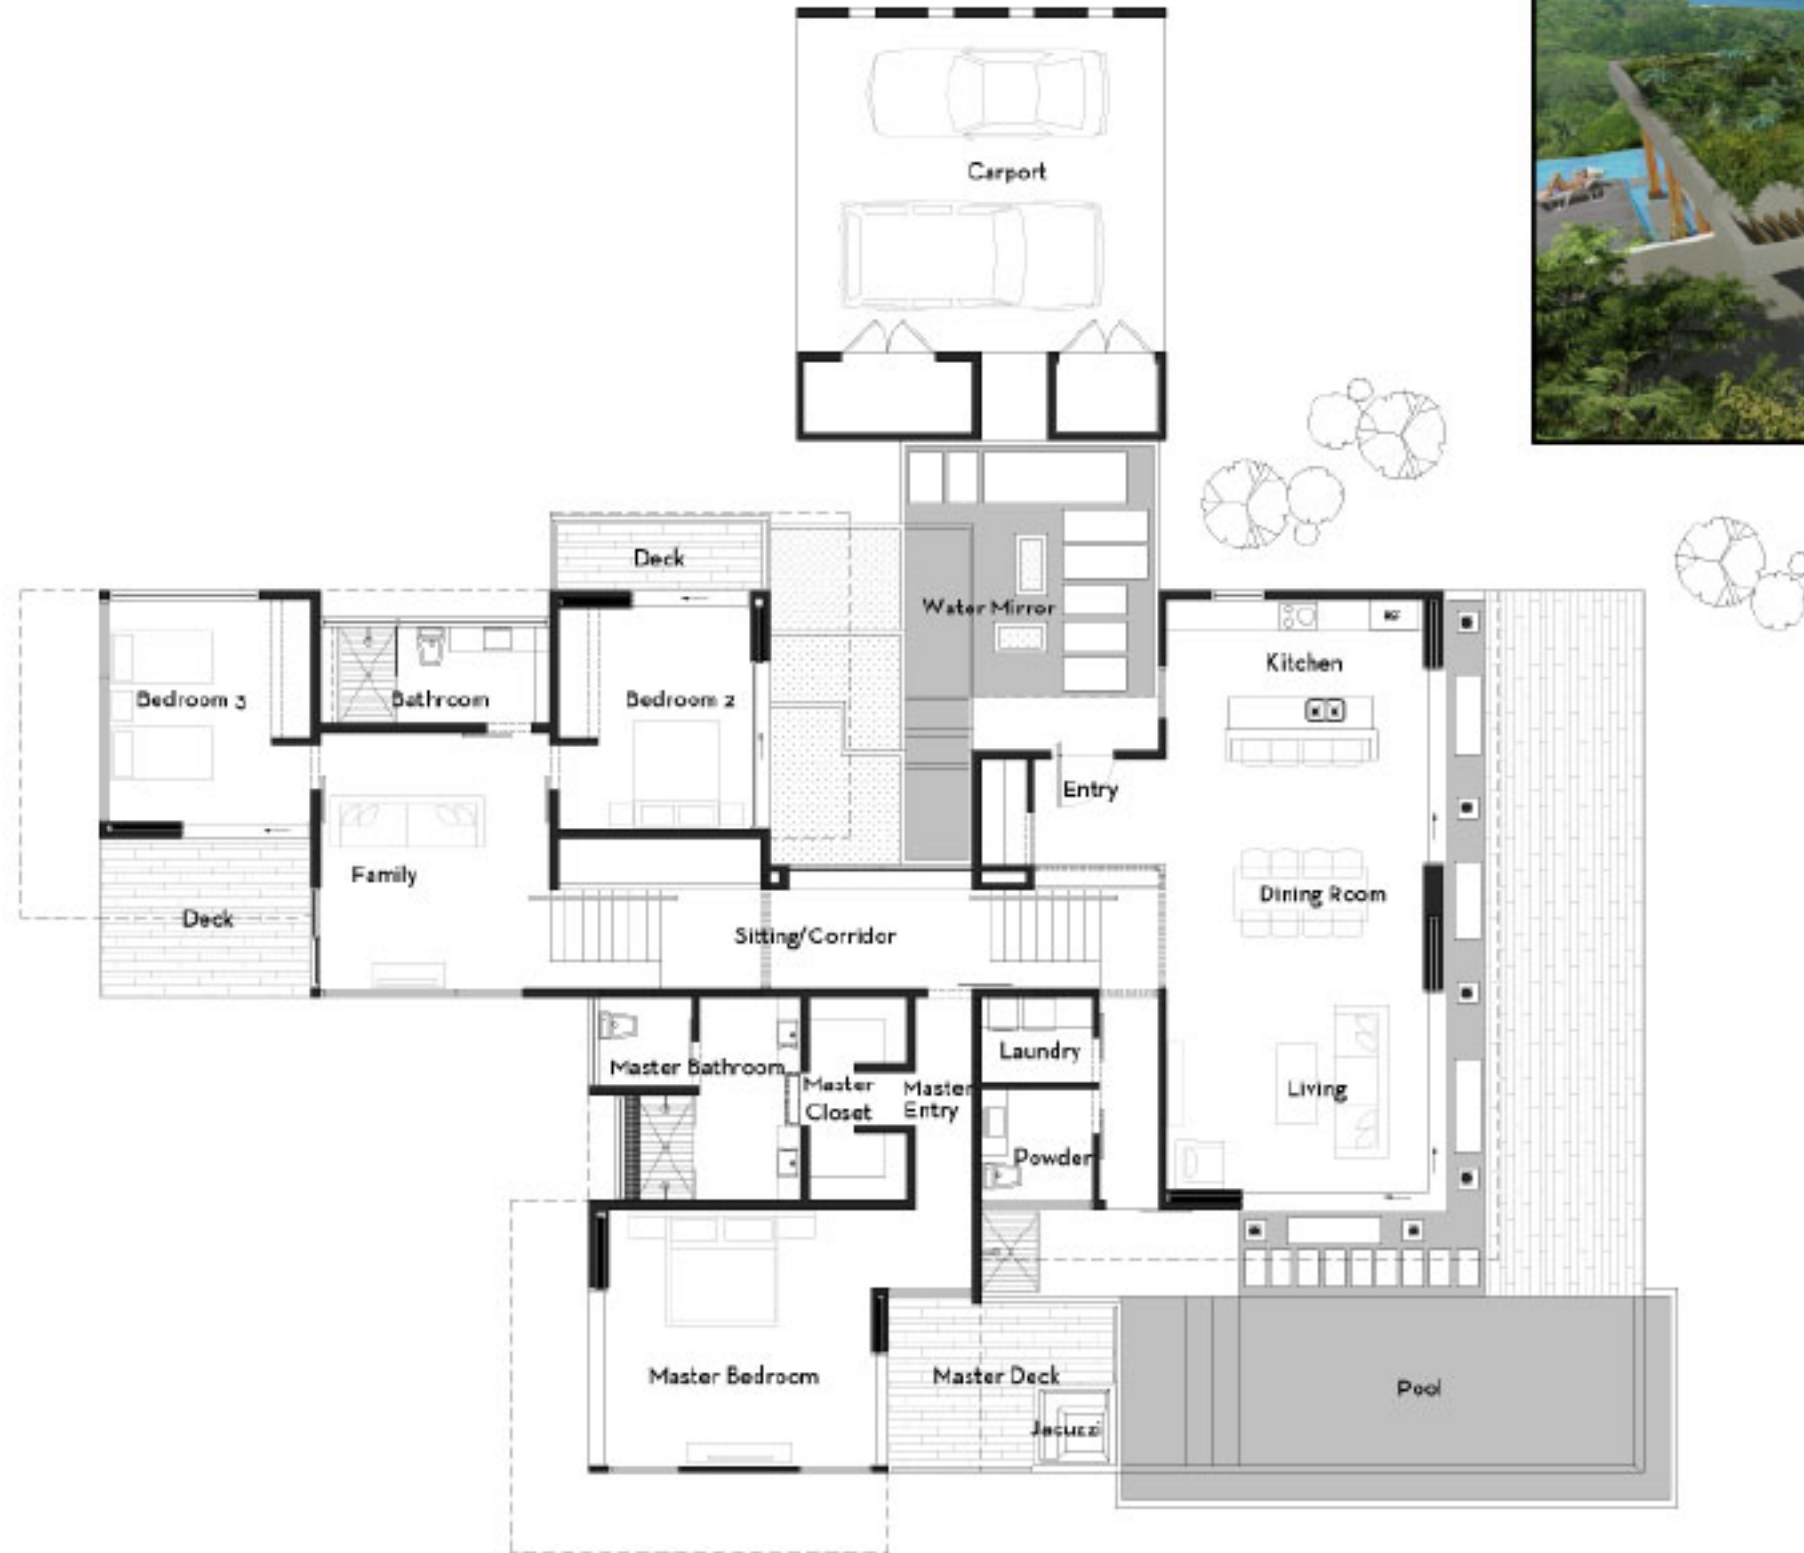 Carport
Deck
Water Mirror
Kitchen
Bedroom 3
Bathroom
Bedroom 2
Entry
Family
Dining Room
Deck
Sitting/Corridor
Laundry
Master Bathroom
Master
Closet
Master
Entry
Living
Powder
Master Bedroom
Master Deck
Pool
Jacuzzi